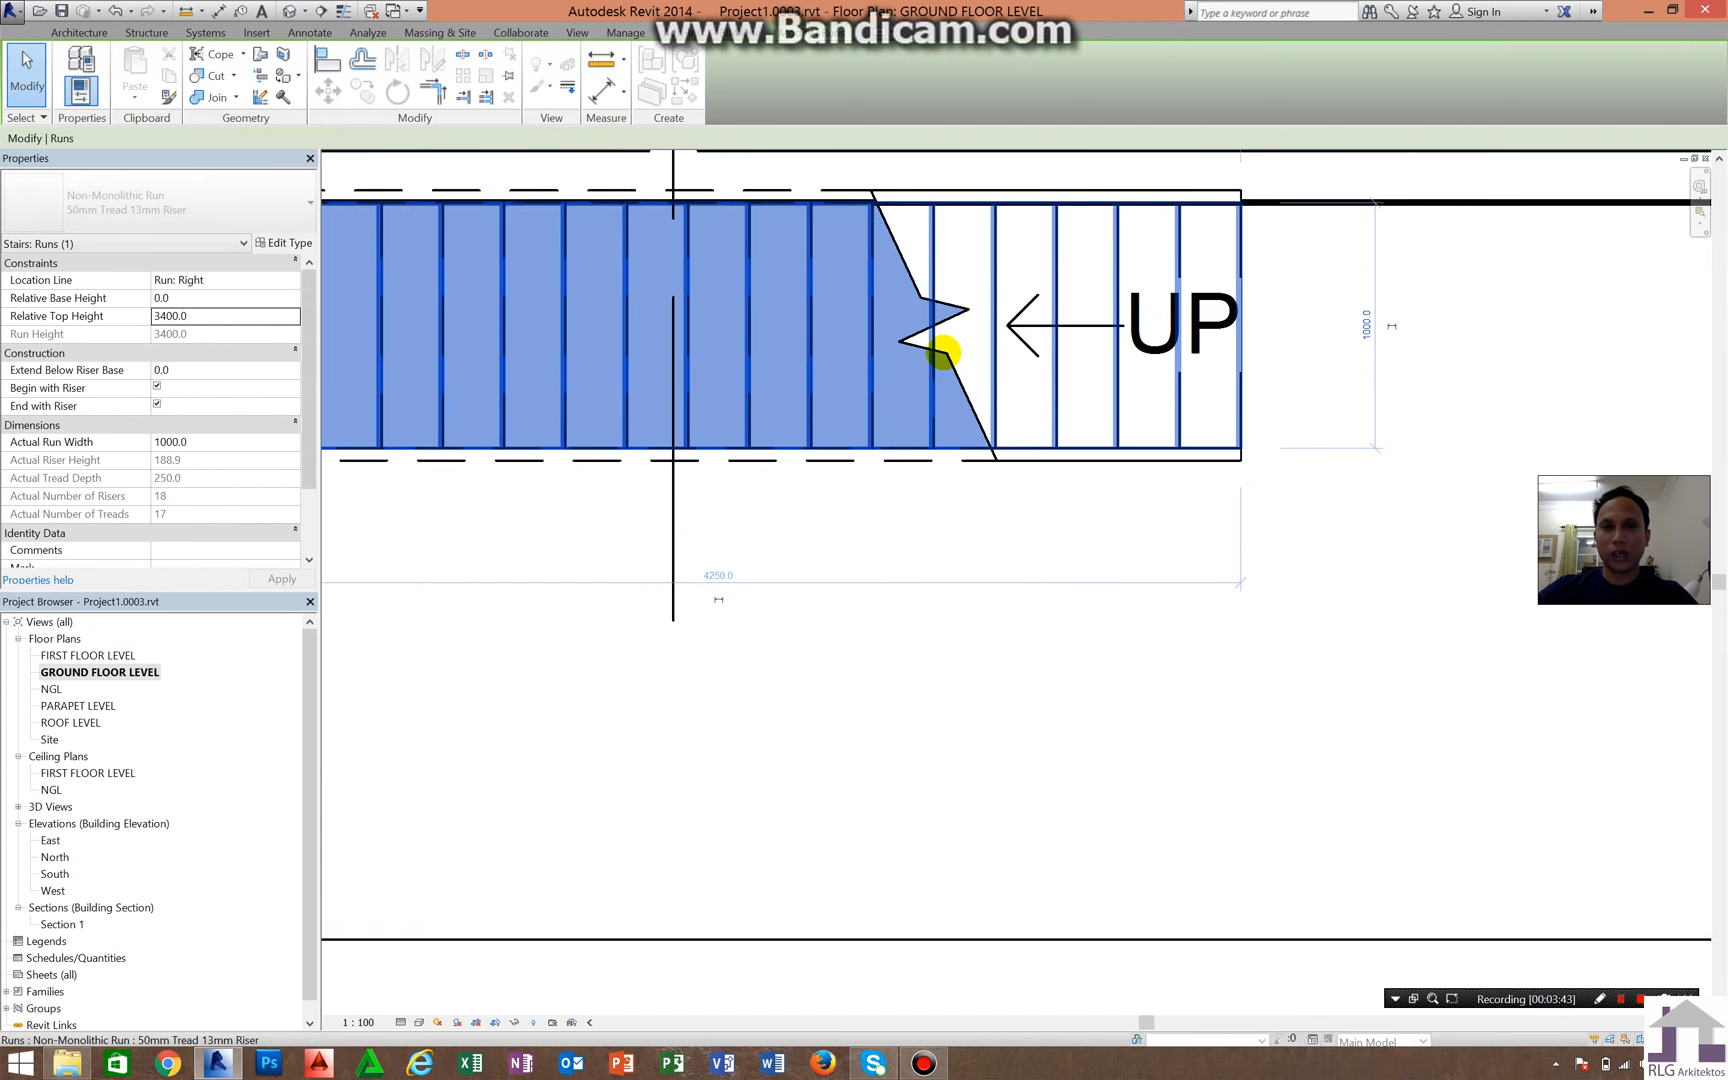 Autodesk Revit 2014 - Project1.0003.rvt - Floor Plan: GROUND FLOOR LEVEL
www.Bandicam.com
Type a keyword or phrase
Sign In
Architecture Structure Systems Insert Annotate Analyze Massing & Site Collaborate View Manage
Modify
Paste
Cope
Cut
Join
Select Properties Clipboard Geometry Modify View Measure Create
Modify | Runs
Properties
Non-Monolithic Run
50mm Tread 13mm Riser
Stairs: Runs (1) Edit Type
Constraints
Location Line Run: Right
Relative Base Height 0.0
Relative Top Height 3400.0
Run Height 3400.0
Construction
Extend Below Riser Base 0.0
Begin with Riser
End with Riser
Dimensions
Actual Run Width 1000.0
Actual Riser Height 188.9
Actual Tread Depth 250.0
Actual Number of Risers 18
Actual Number of Treads 17
Identity Data
Comments
Mark
Properties help Apply
Project Browser - Project1.0003.rvt
Views (all)
Floor Plans
FIRST FLOOR LEVEL
GROUND FLOOR LEVEL
NGL
PARAPET LEVEL
ROOF LEVEL
Site
Ceiling Plans
FIRST FLOOR LEVEL
NGL
3D Views
Elevations (Building Elevation)
East
North
South
West
Sections (Building Section)
Section 1
Legends
Schedules/Quantities
Sheets (all)
Families
Groups
Revit Links
UP
1000.0
4250.0
Recording [00:03:43]
1 : 100
Runs : Non-Monolithic Run : 50mm Tread 13mm Riser
:0
Main Model
RLG Arkitektos